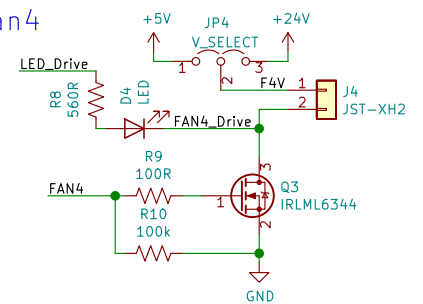 an4
+5V
JP4
+24V
V_SELECT
1
3
2
LED_Drive
R8
560R
D4
LED
F4V
1
2
J4
JST-XH2
FAN4_Drive
R9
100R
3
FAN4
1
Q3
IRLML6344
R10
100k
2
GND